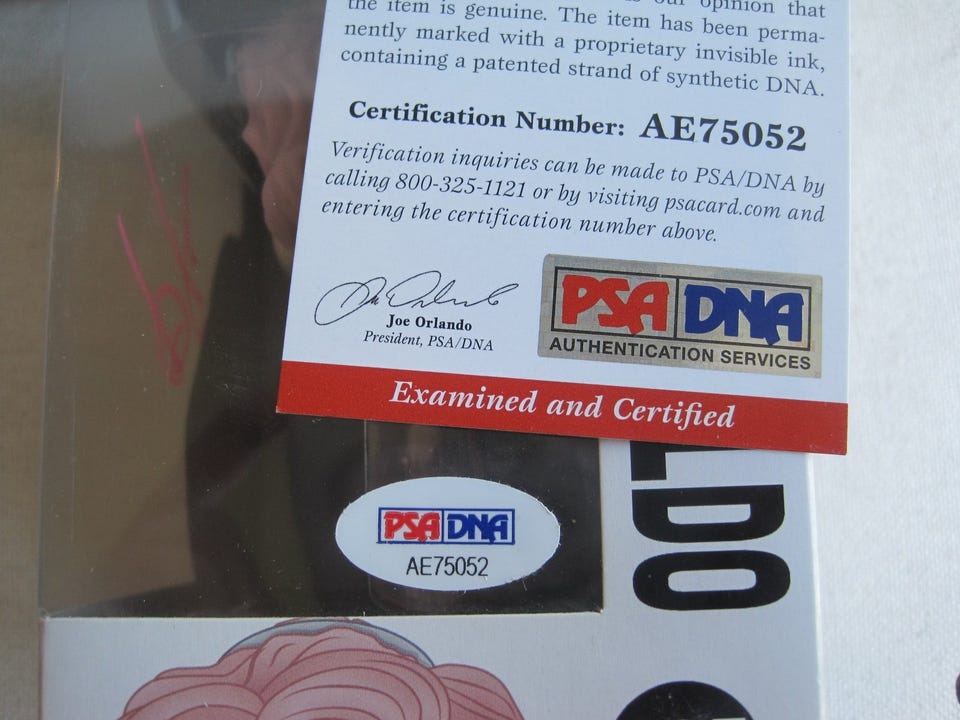 our opinion that
the item is genuine. The item has been perma-
nently marked with a proprietary invisible ink,
containing a patented strand of synthetic DNA.
Certification Number: AE75052
Verification inquiries can be made to PSA/DNA by
calling 800-325-1121 or by visiting psacard.com and
entering the certification number above.
Joe Orlando
President, PSA/DNA
PSA DNA
AUTHENTICATION SERVICES
Examined and Certified
LDO
PSA DNA
AE75052